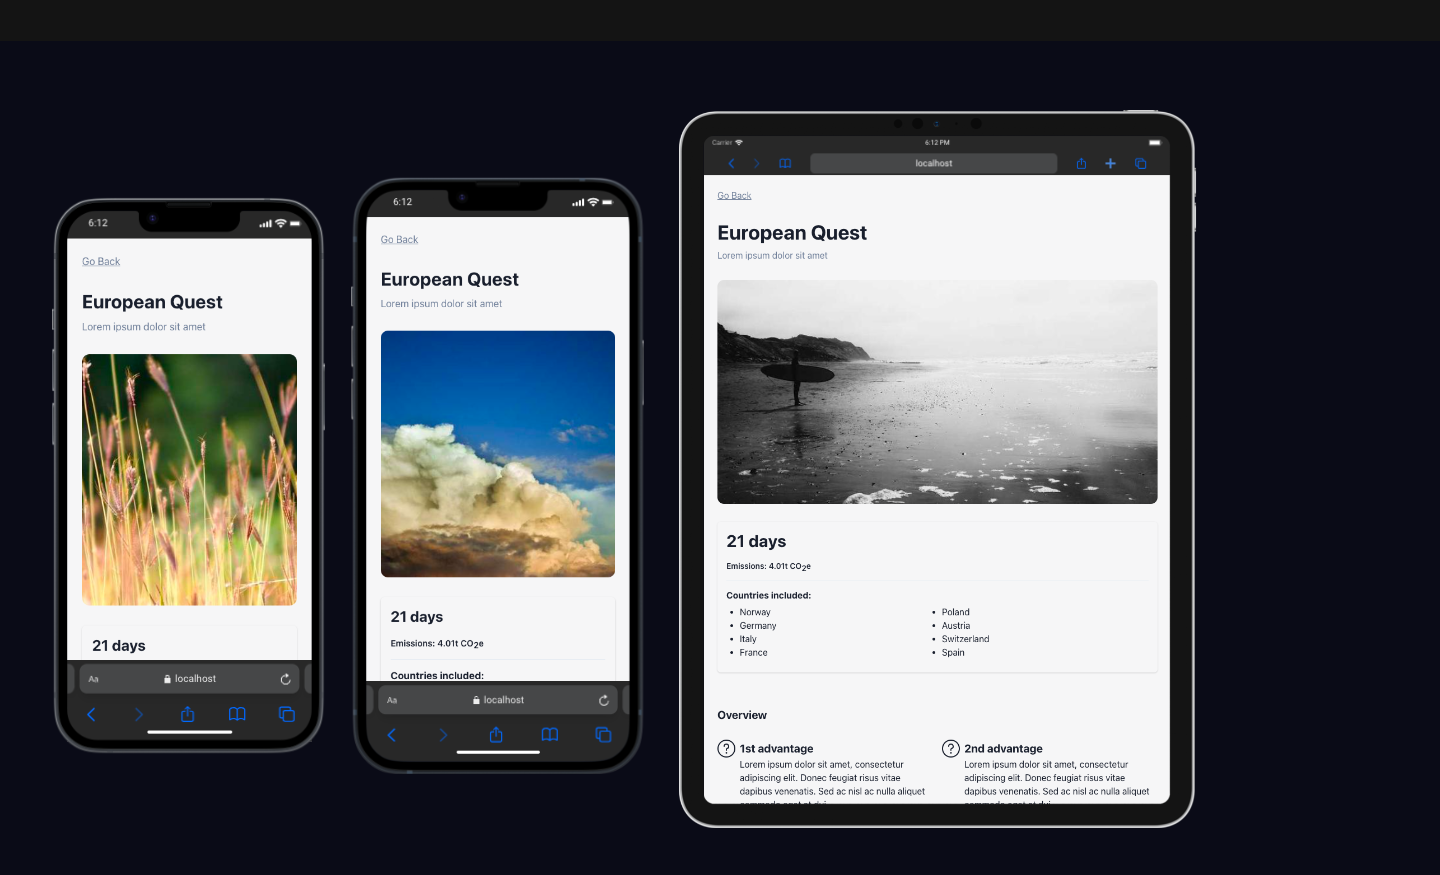 6:12
Go Back
European Quest
Lorem ipsum dolor sit amet
21 days
Aa
localhost
6:12
Go Back
European Quest
Lorem ipsum dolor sit amet
21 days
Emissions: 4.01t CO2e
Countries included:
Aa
localhost
Carrier
6:12 PM
localhost
Go Back
European Quest
Lorem ipsum dolor sit amet
21 days
Emissions: 4.01t CO2e
Countries included:
• Norway
• Germany
• Italy
• France
• Poland
• Austria
• Switzerland
• Spain
Overview
? 1st advantage
Lorem ipsum dolor sit amet, consectetur
adipiscing elit. Donec feugiat risus vitae
dapibus venenatis. Sed ac nisl ac nulla aliquet
? 2nd advantage
Lorem ipsum dolor sit amet, consectetur
adipiscing elit. Donec feugiat risus vitae
dapibus venenatis. Sed ac nisl ac nulla aliquet